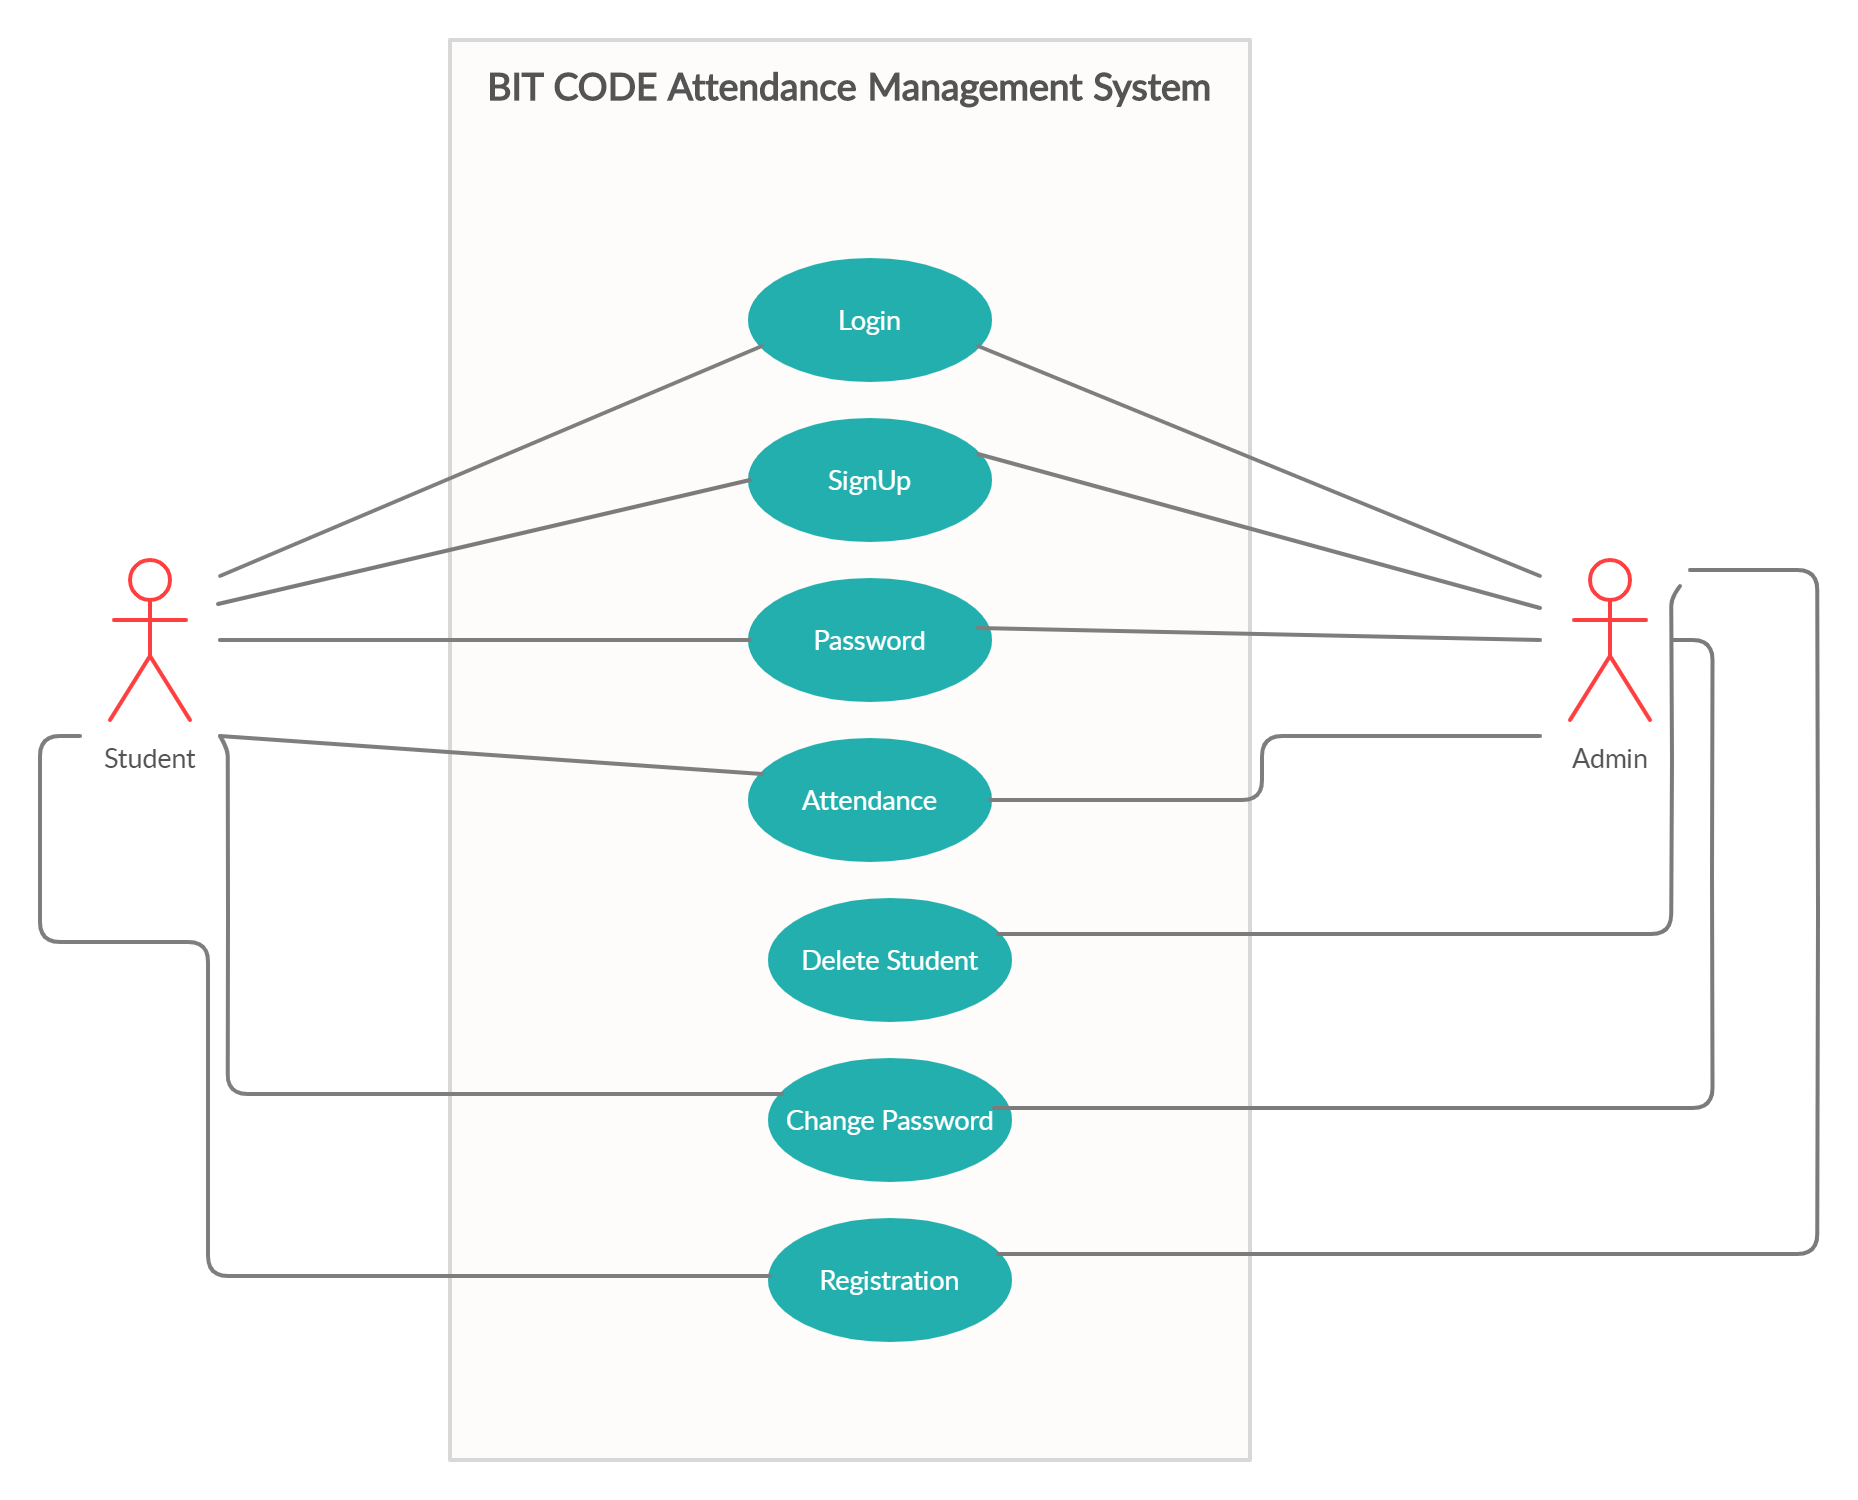 BIT CODE Attendance Management System
Login
SignUp
Password
Student
Admin
Attendance
Delete Student
Change Password
Registration